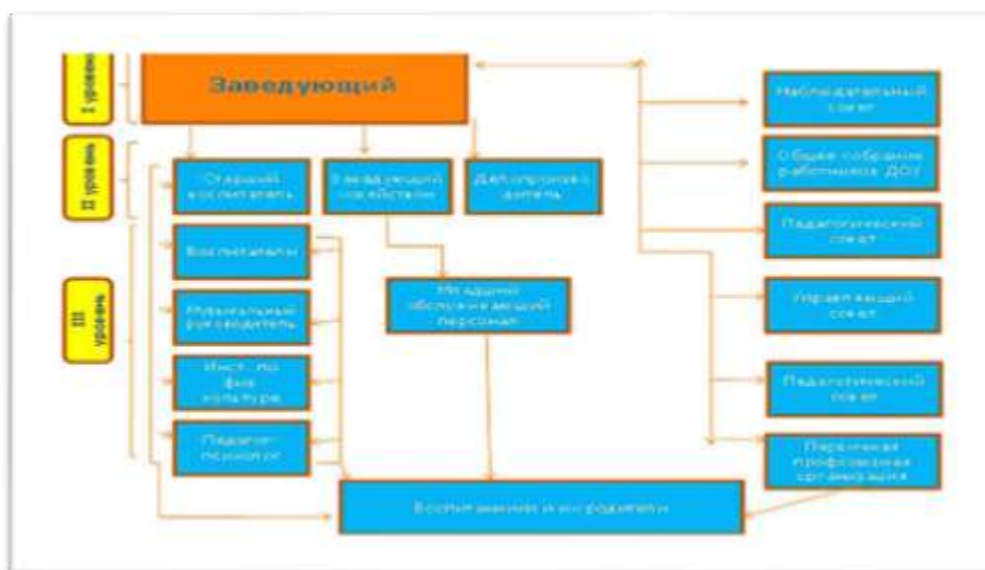 I уровень
Заведующий
Наблюдательный
совет
II уровень
Старший
воспитатель
Заведующий
хозяйством
Делопроизво
дитель
Общее собрание
работников ДОУ
Педагогический
совет
III
уровень
Воспитатели
Младший
обслуживающий
персонал
Управляющий
совет
Музыкальный
руководитель
Инст. по
физ
культуре
Педагогический
совет
Педагог-
психолог
Первичная
профсоюзная
организация
Воспитанники и их родители